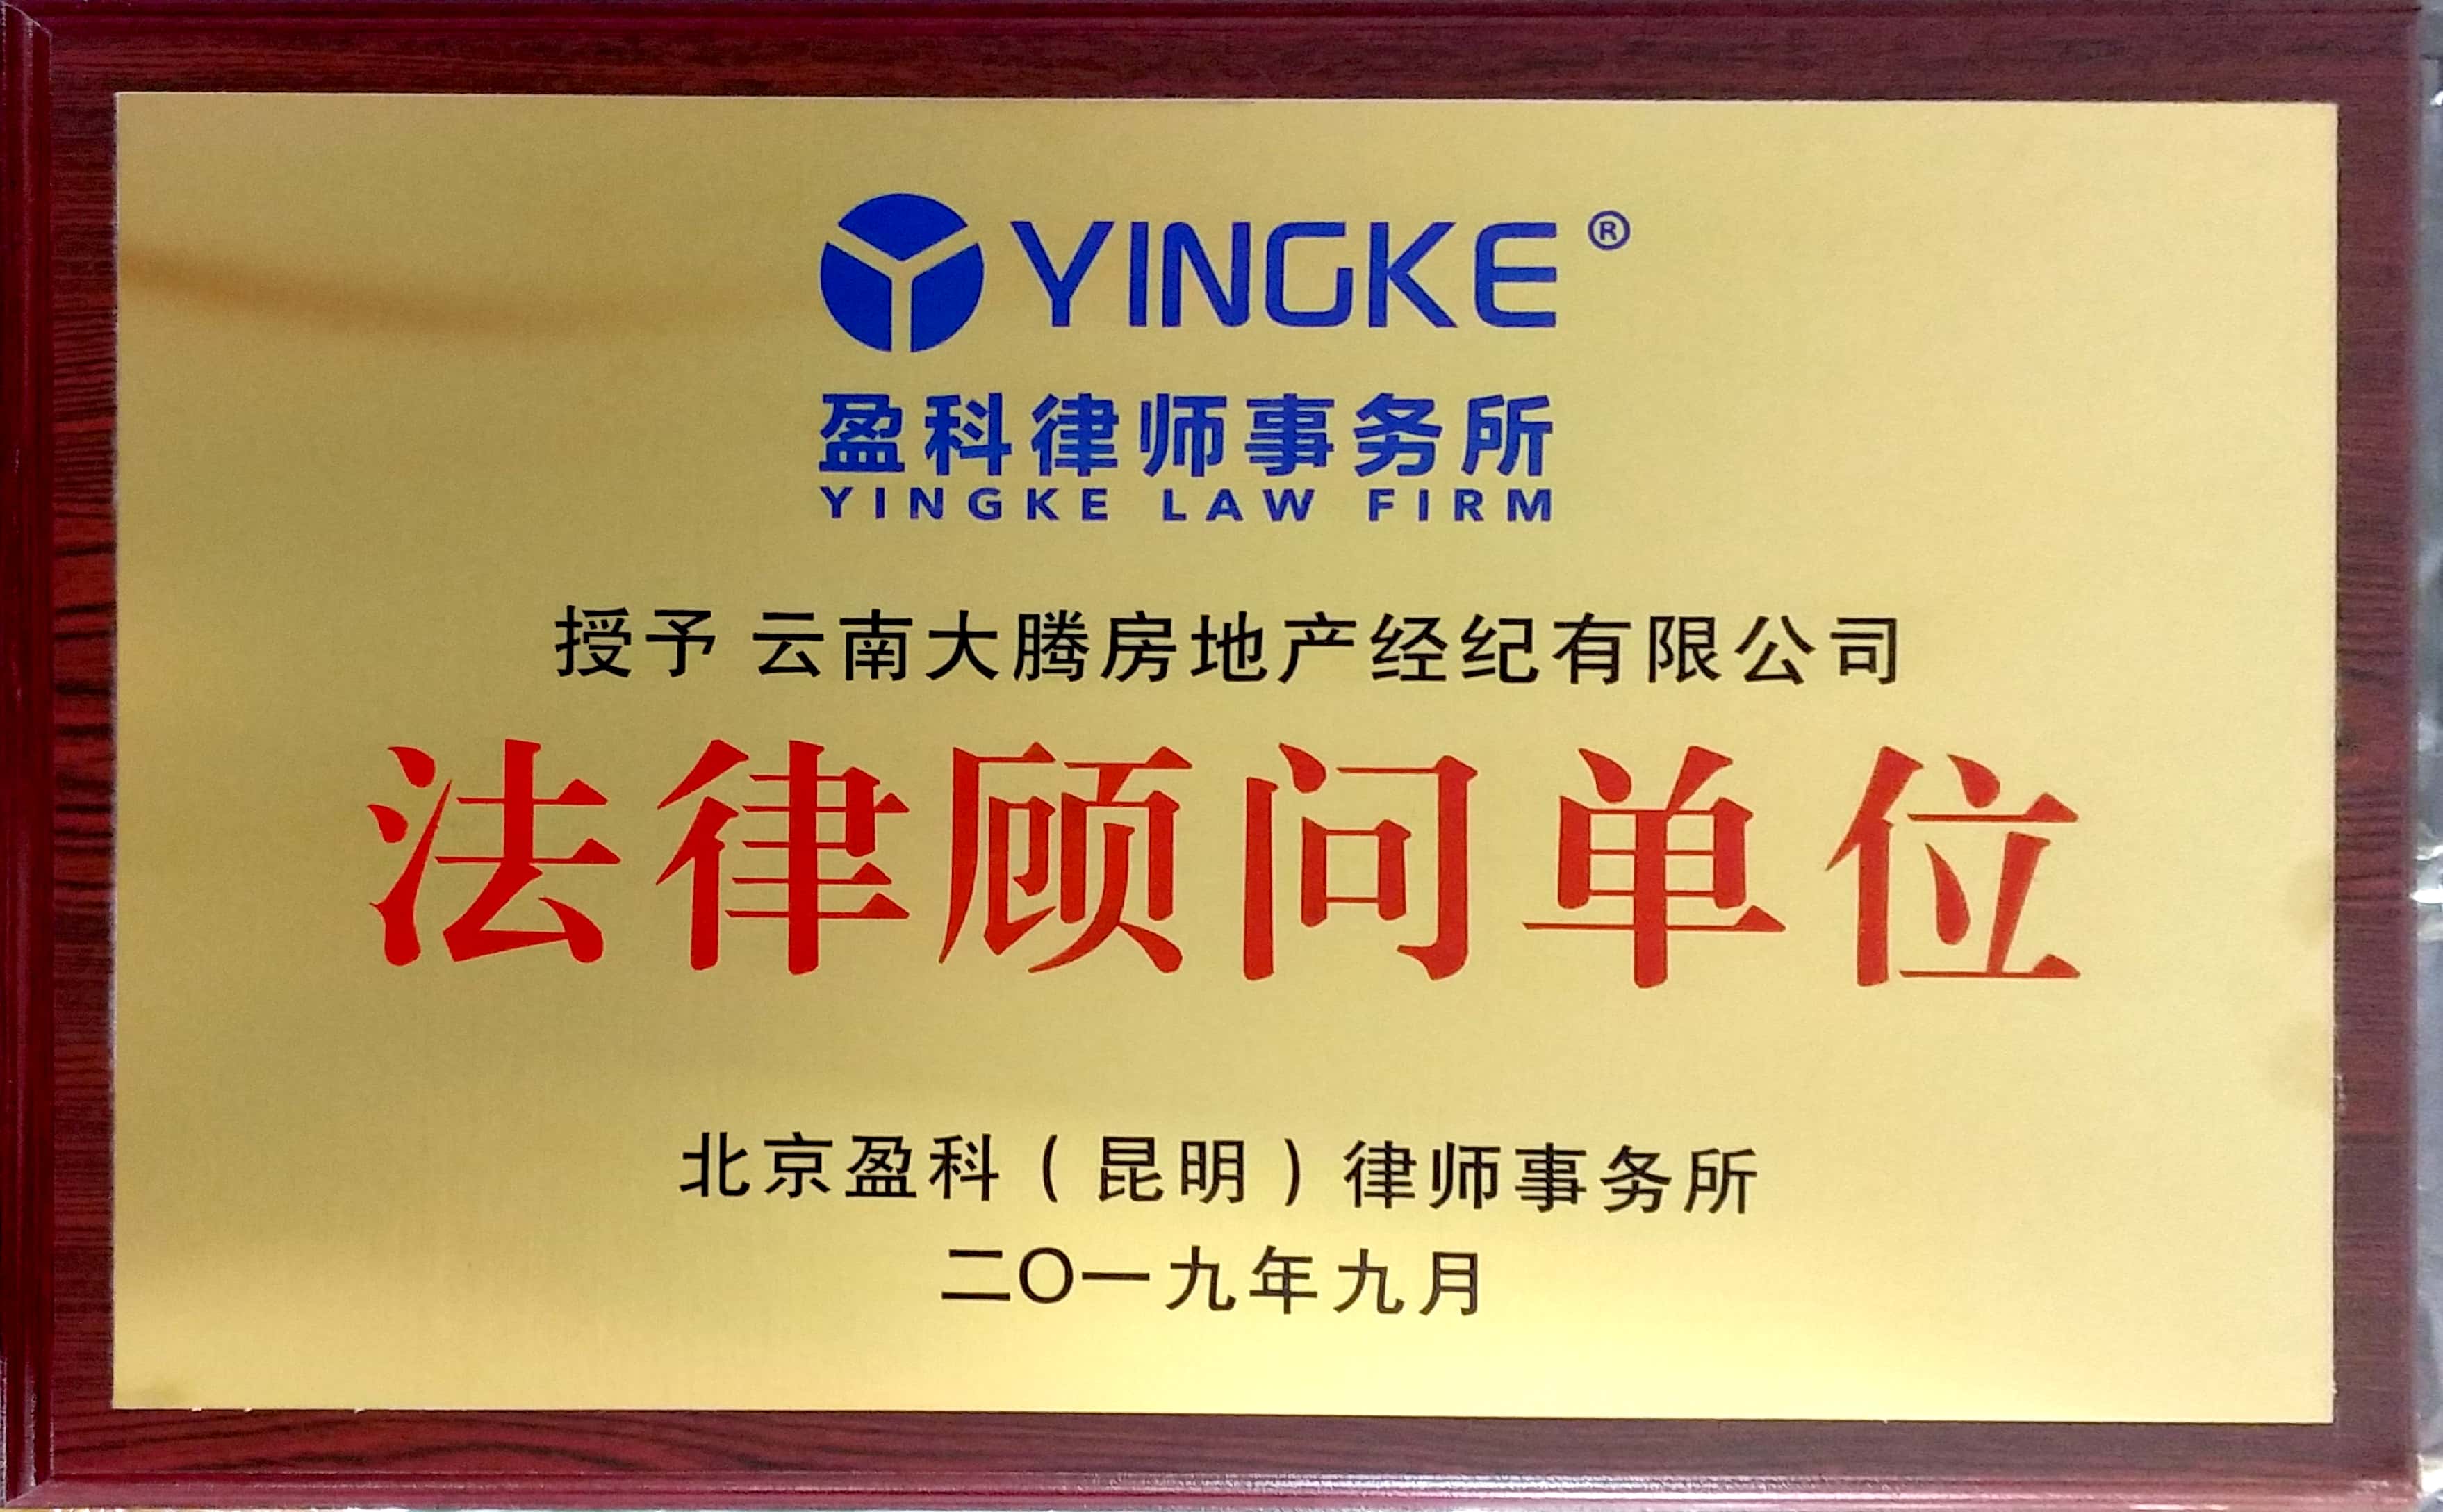 YINGKE®
盈科律师事务所
YINGKE LAW FIRM
授予 云南大腾房地产经纪有限公司
法律顾问单位
北京盈科（昆明）律师事务所
二〇一九年九月